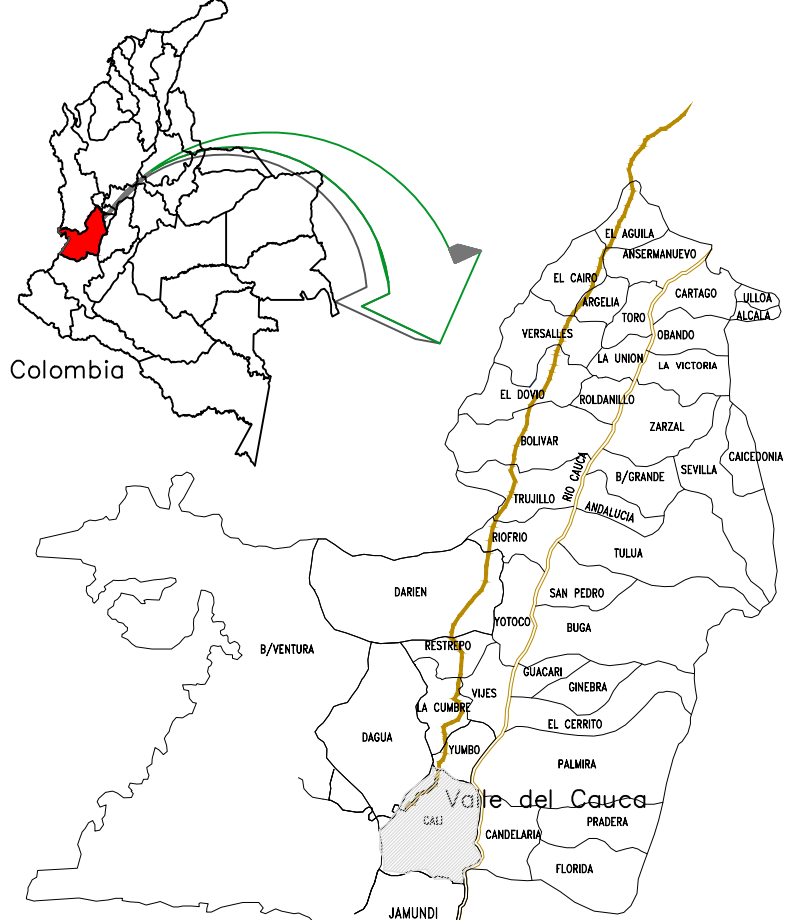 EL AGUILA
ANSERMANUEVO
EL CAIRO
CARTAGO
ULLOA
ARGELIA
ALCALA
TORO
VERSALLES
OBANDO
LA UNION
LA VICTORIA
Colombia
EL DOVIO
ROLDANILLO
ZARZAL
BOLIVAR
CAICEDONIA
RIO CAUCA
B/GRANDE
SEVILLA
TRUJILLO
ANDALUCIA
RIOFRIO
TULUA
DARIEN
SAN PEDRO
YOTOCO
BUGA
B/VENTURA
RESTREPO
GUACARI
GINEBRA
VIJES
LA CUMBRE
EL CERRITO
DAGUA
YUMBO
PALMIRA
Valle del Cauca
CALI
PRADERA
CANDELARIA
FLORIDA
JAMUNDI